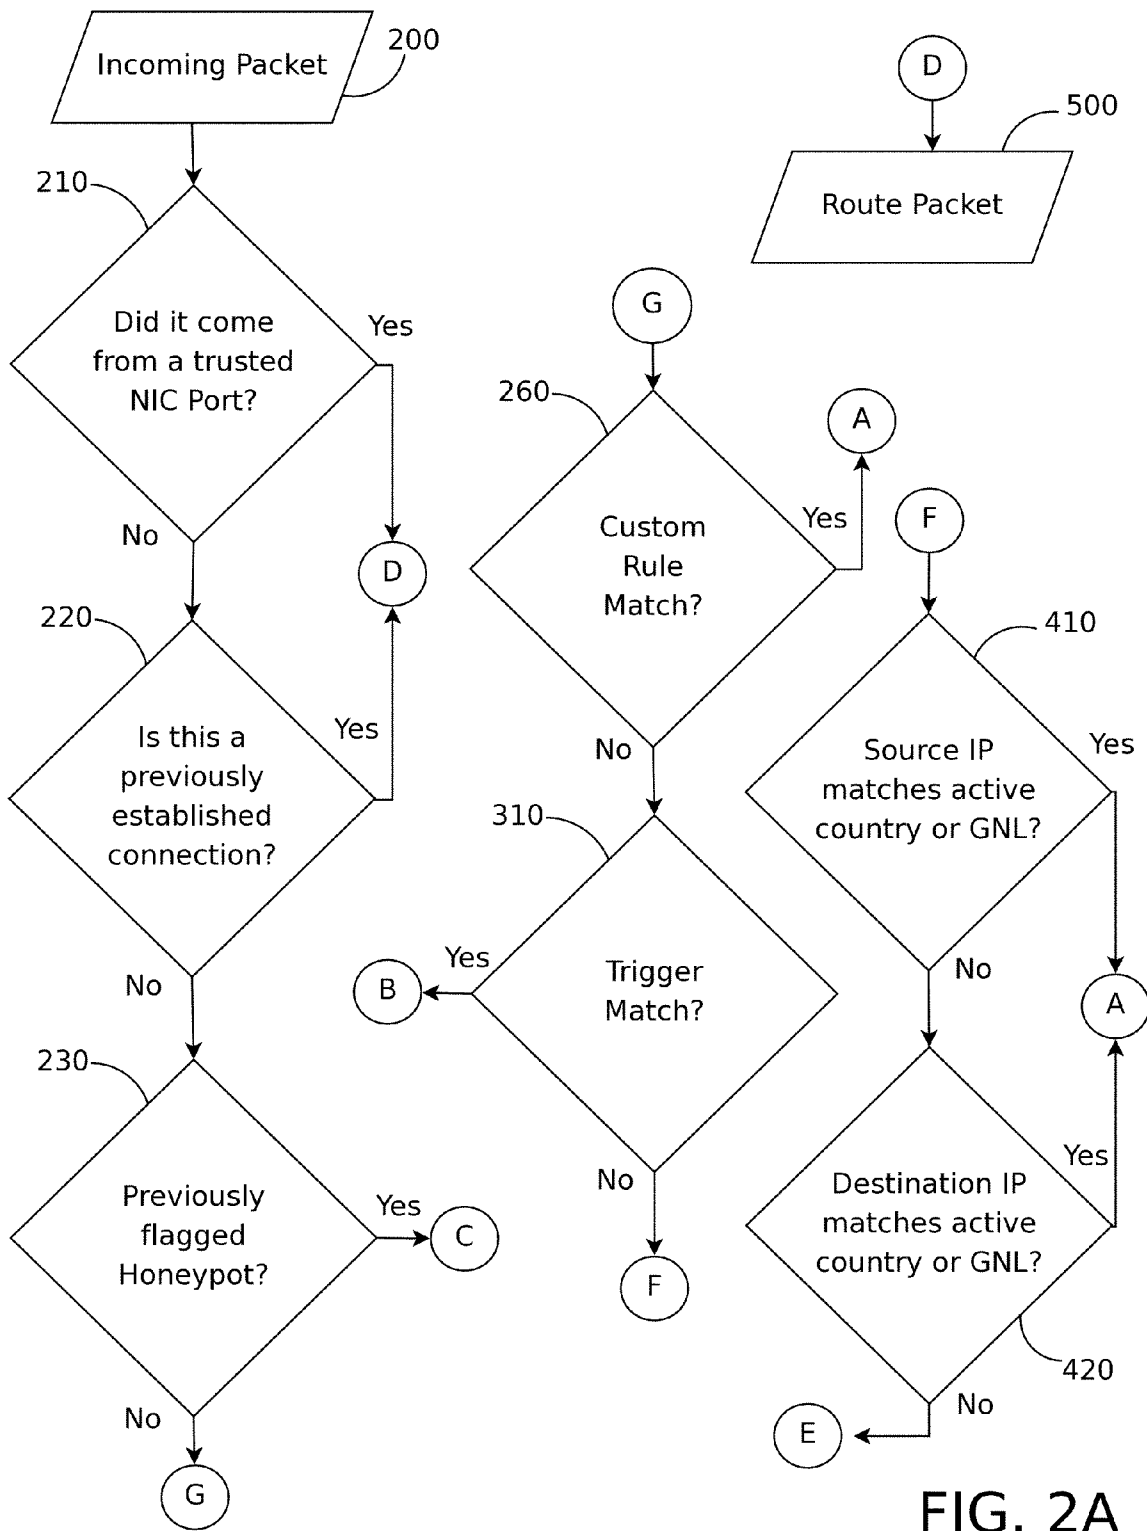 Incoming Packet
200
210
Did it come
from a trusted
NIC Port?
Yes
No
D
220
Is this a
previously
established
connection?
Yes
No
230
Previously
flagged
Honeypot?
Yes
C
No
G
G
260
Custom
Rule
Match?
Yes
A
No
310
Trigger
Match?
Yes
B
No
F
D
500
Route Packet
F
410
Source IP
matches active
country or GNL?
Yes
No
A
Destination IP
matches active
country or GNL?
Yes
420
No
E
FIG. 2A